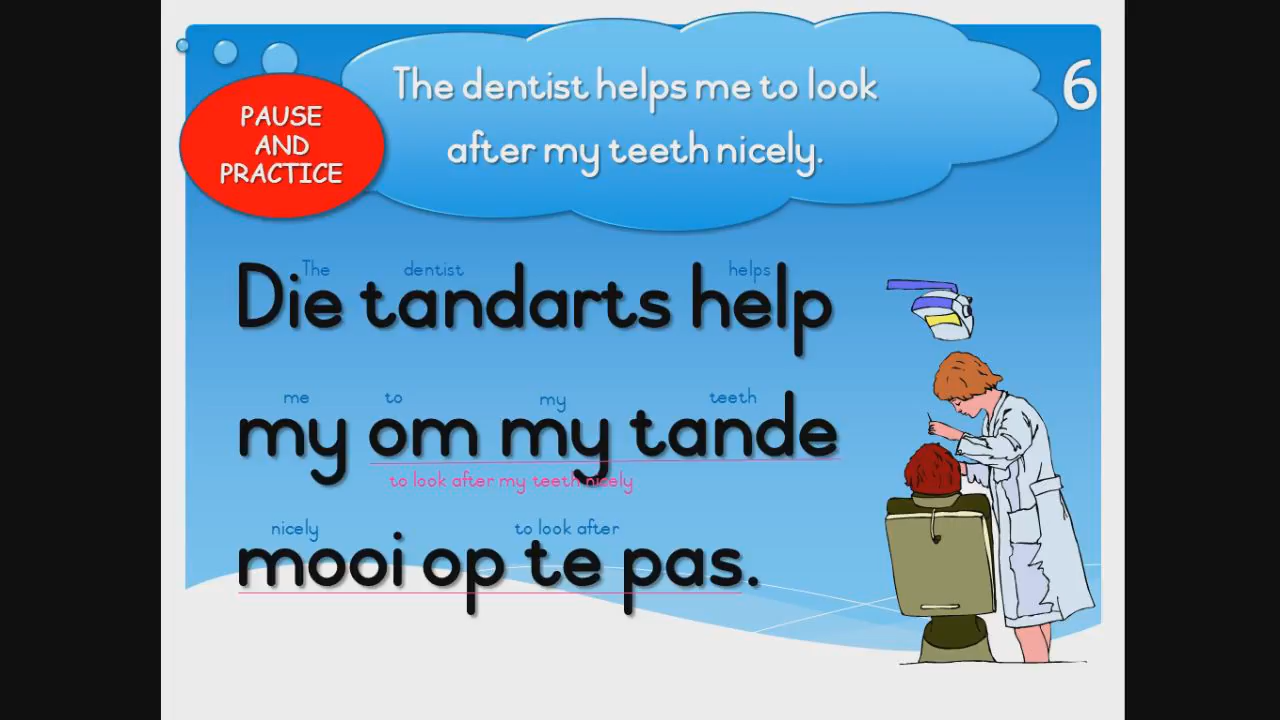 The dentist helps me to look
after my teeth nicely.
6
PAUSE
AND
PRACTICE
The dentist helps
Die tandarts help
me to my teeth
my om my tande
to look after my teeth nicely
nicely to look after
mooi op te pas.